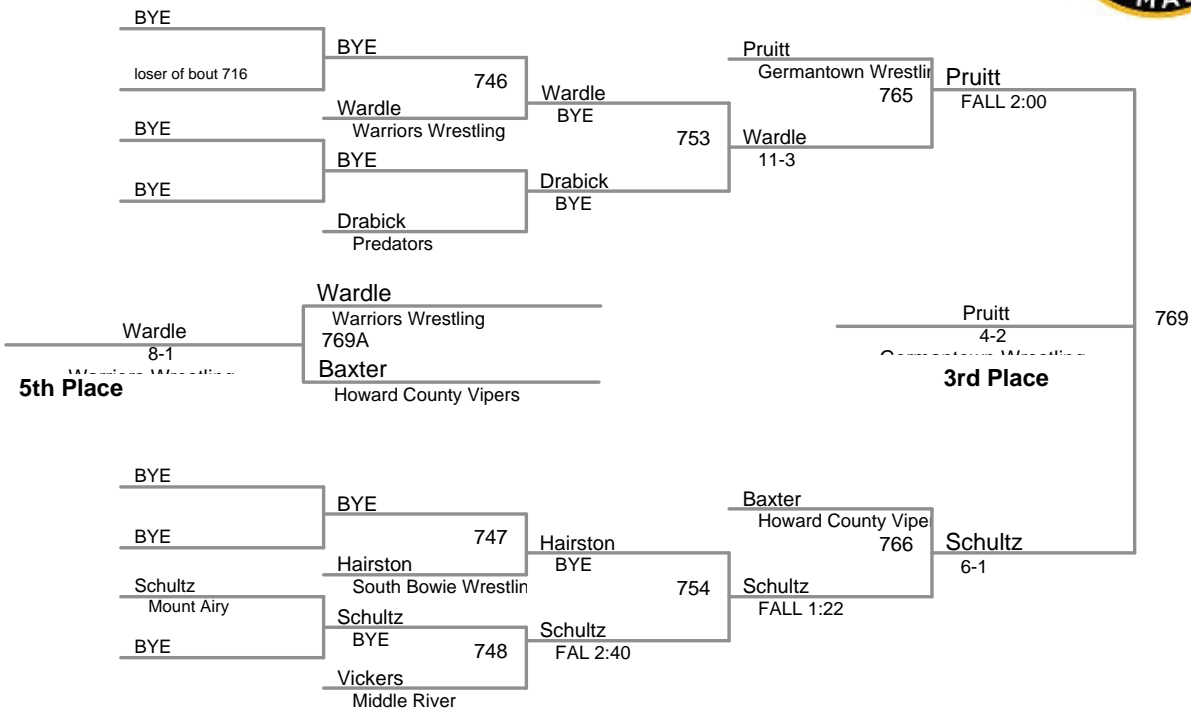 MA
BYE
loser of bout 716
BYE
746
Wardle
Warriors Wrestling
BYE
BYE
BYE
Drabick
Predators
Wardle
BYE
753
Drabick
BYE
Pruitt
Germantown Wrestlin
765
Wardle
11-3
Pruitt
FALL 2:00
Wardle
8-1
5th Place
Wardle
Warriors Wrestling
769A
Baxter
Howard County Vipers
Pruitt
4-2
3rd Place
769
BYE
BYE
BYE
747
Hairston
South Bowie Wrestlin
Schultz
Mount Airy
BYE
Schultz
BYE
748
Vickers
Middle River
Hairston
BYE
754
Schultz
FAL 2:40
Baxter
Howard County Vipe
766
Schultz
FALL 1:22
Schultz
6-1